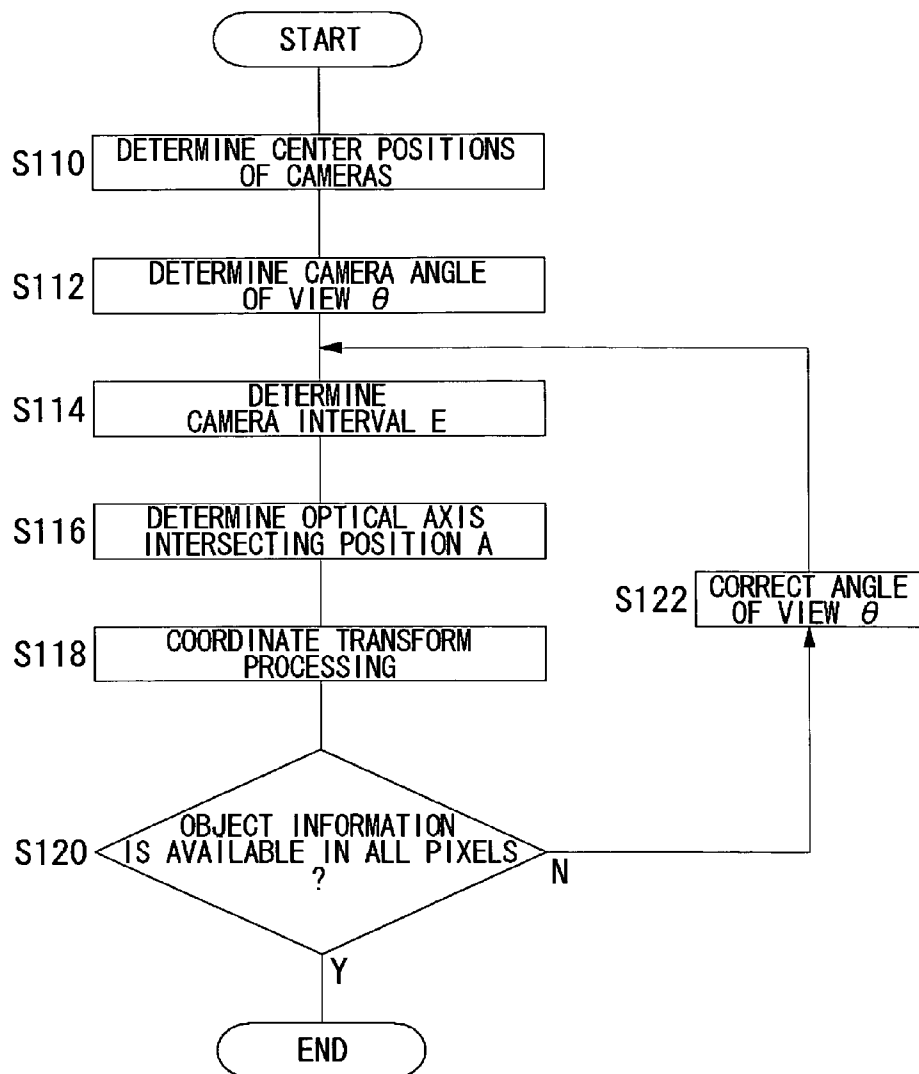 START
S110
DETERMINE CENTER POSITIONS
OF CAMERAS
S112
DETERMINE CAMERA ANGLE
OF VIEW θ
S114
DETERMINE
CAMERA INTERVAL E
S116
DETERMINE OPTICAL AXIS
INTERSECTING POSITION A
S122
CORRECT ANGLE
OF VIEW θ
S118
COORDINATE TRANSFORM
PROCESSING
S120
OBJECT INFORMATION
IS AVAILABLE IN ALL PIXELS
?
N
Y
END